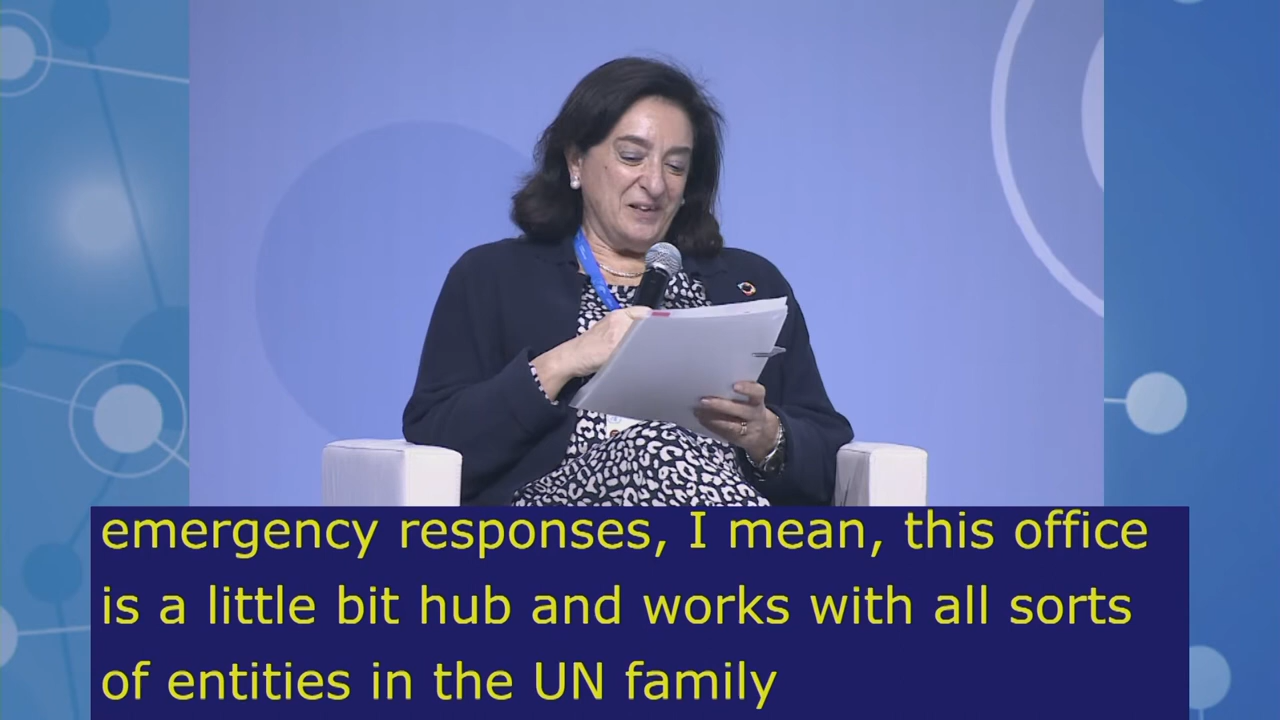 emergency responses, I mean, this office
is a little bit hub and works with all sorts
of entities in the UN family